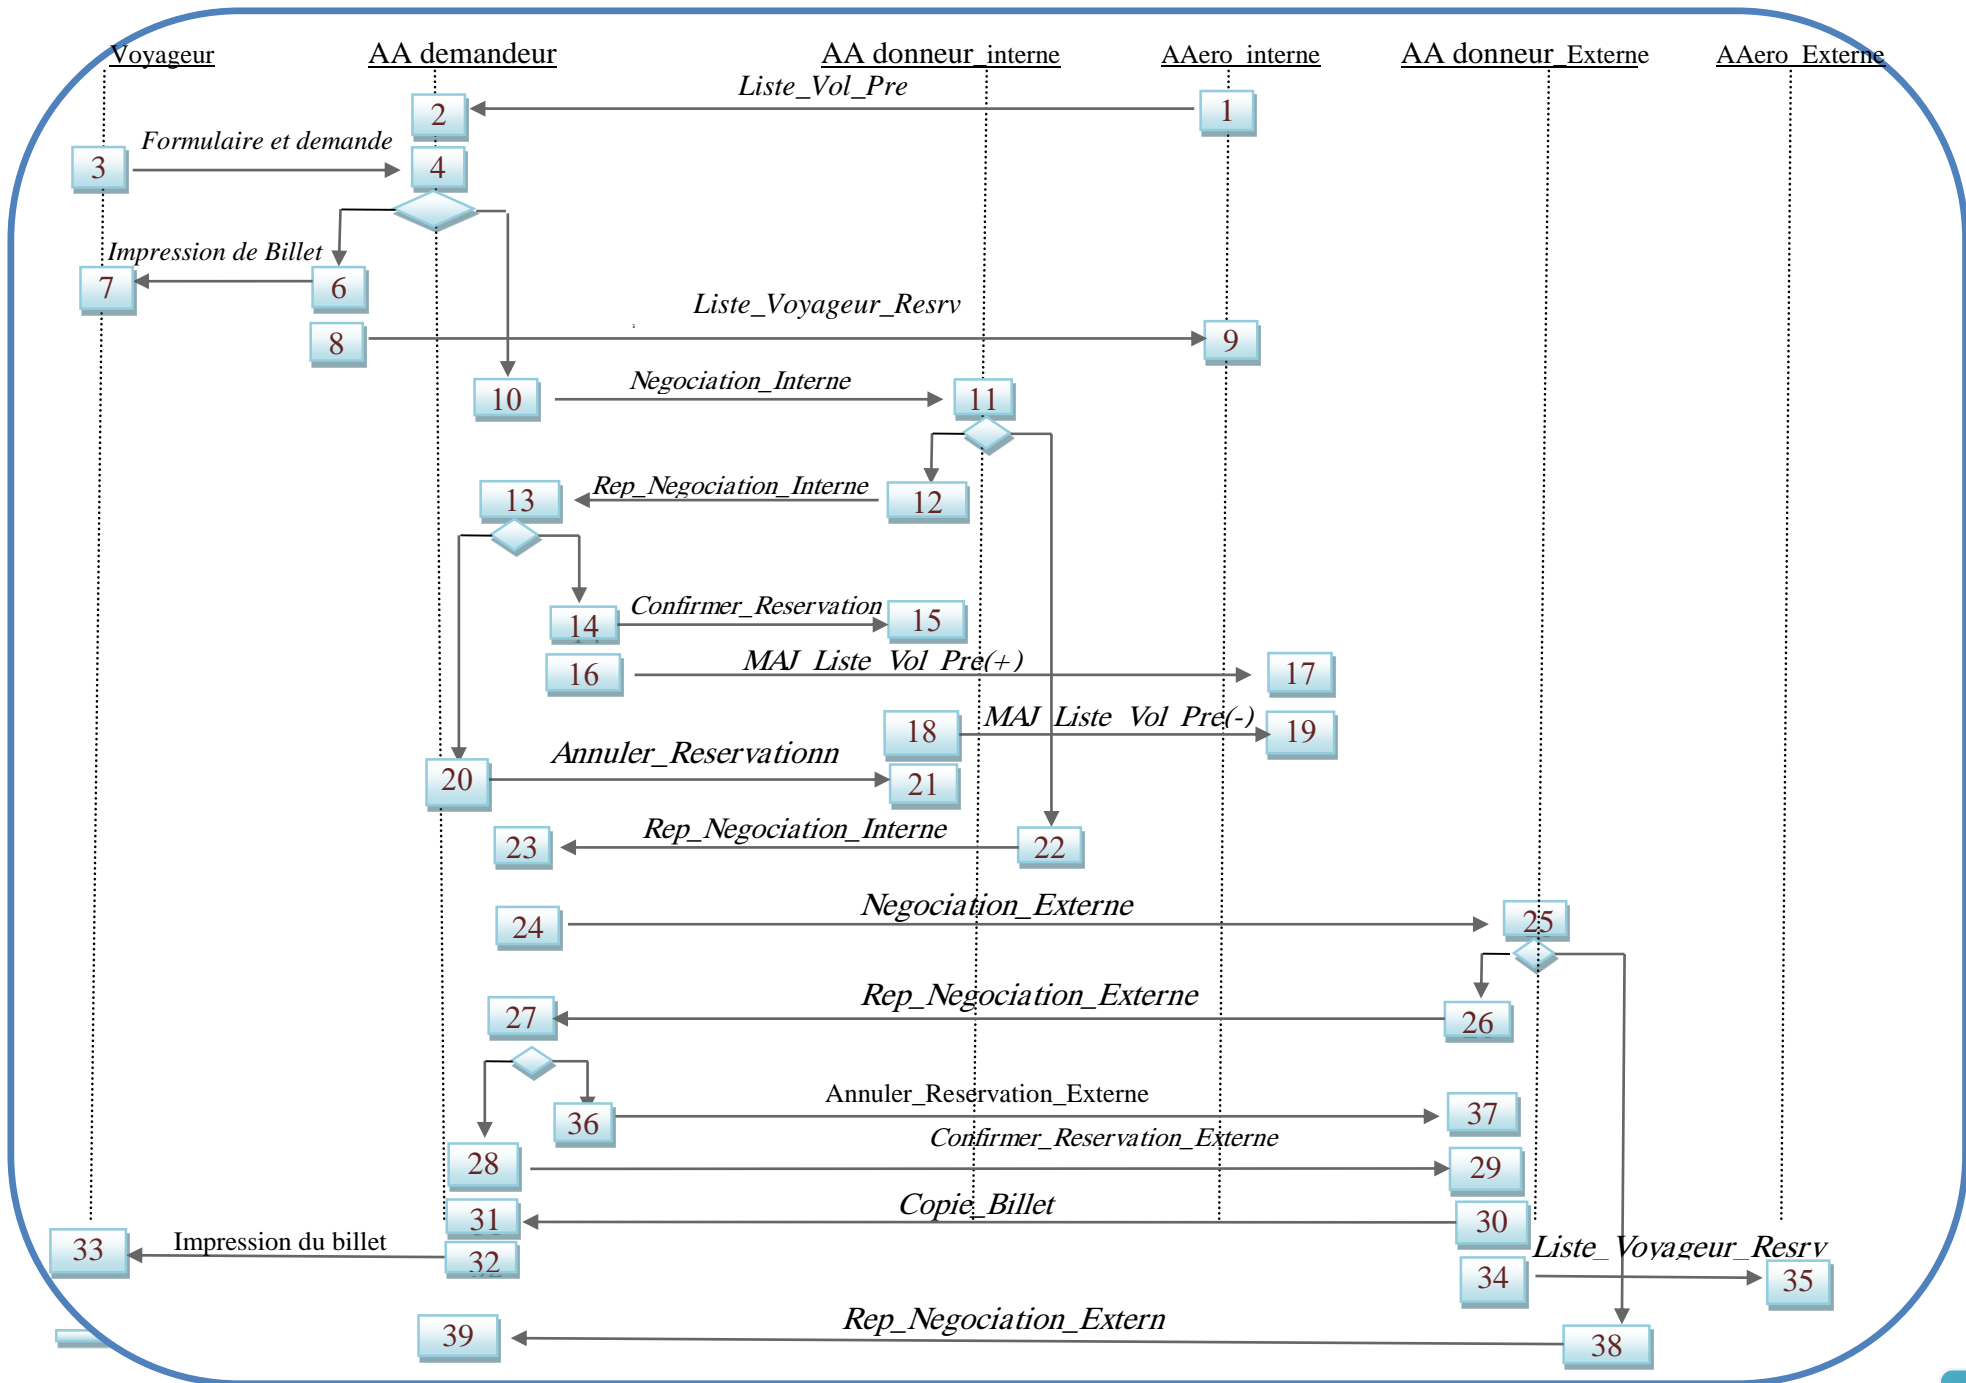 Voyageur AA demandeur AA donneur_interne AAero_interne AA donneur_Externe AAero_Externe
Liste_Vol_Pre
2 1
Formulaire et demande
3 4
Impression de Billet
7 6
Liste_Voyageur_Resrv
8 9
Negociation_Interne
10 11
Rep_Negociation_Interne
13 12
Confirmer_Reservation
14 15
MAJ_Liste_Vol_Pre(+)
16 17
MAJ_Liste_Vol_Pre(-)
18 19
Annuler_Reservationn
20 21
Rep_Negociation_Interne
23 22
Negociation_Externe
24 25
Rep_Negociation_Externe
27 26
Annuler_Reservation_Externe
36 37
Confirmer_Reservation_Externe
28 29
Copie_Billet
31 30
Impression du billet
33 32
Liste_Voyageur_Resrv
34 35
Rep_Negociation_Extern
39 38